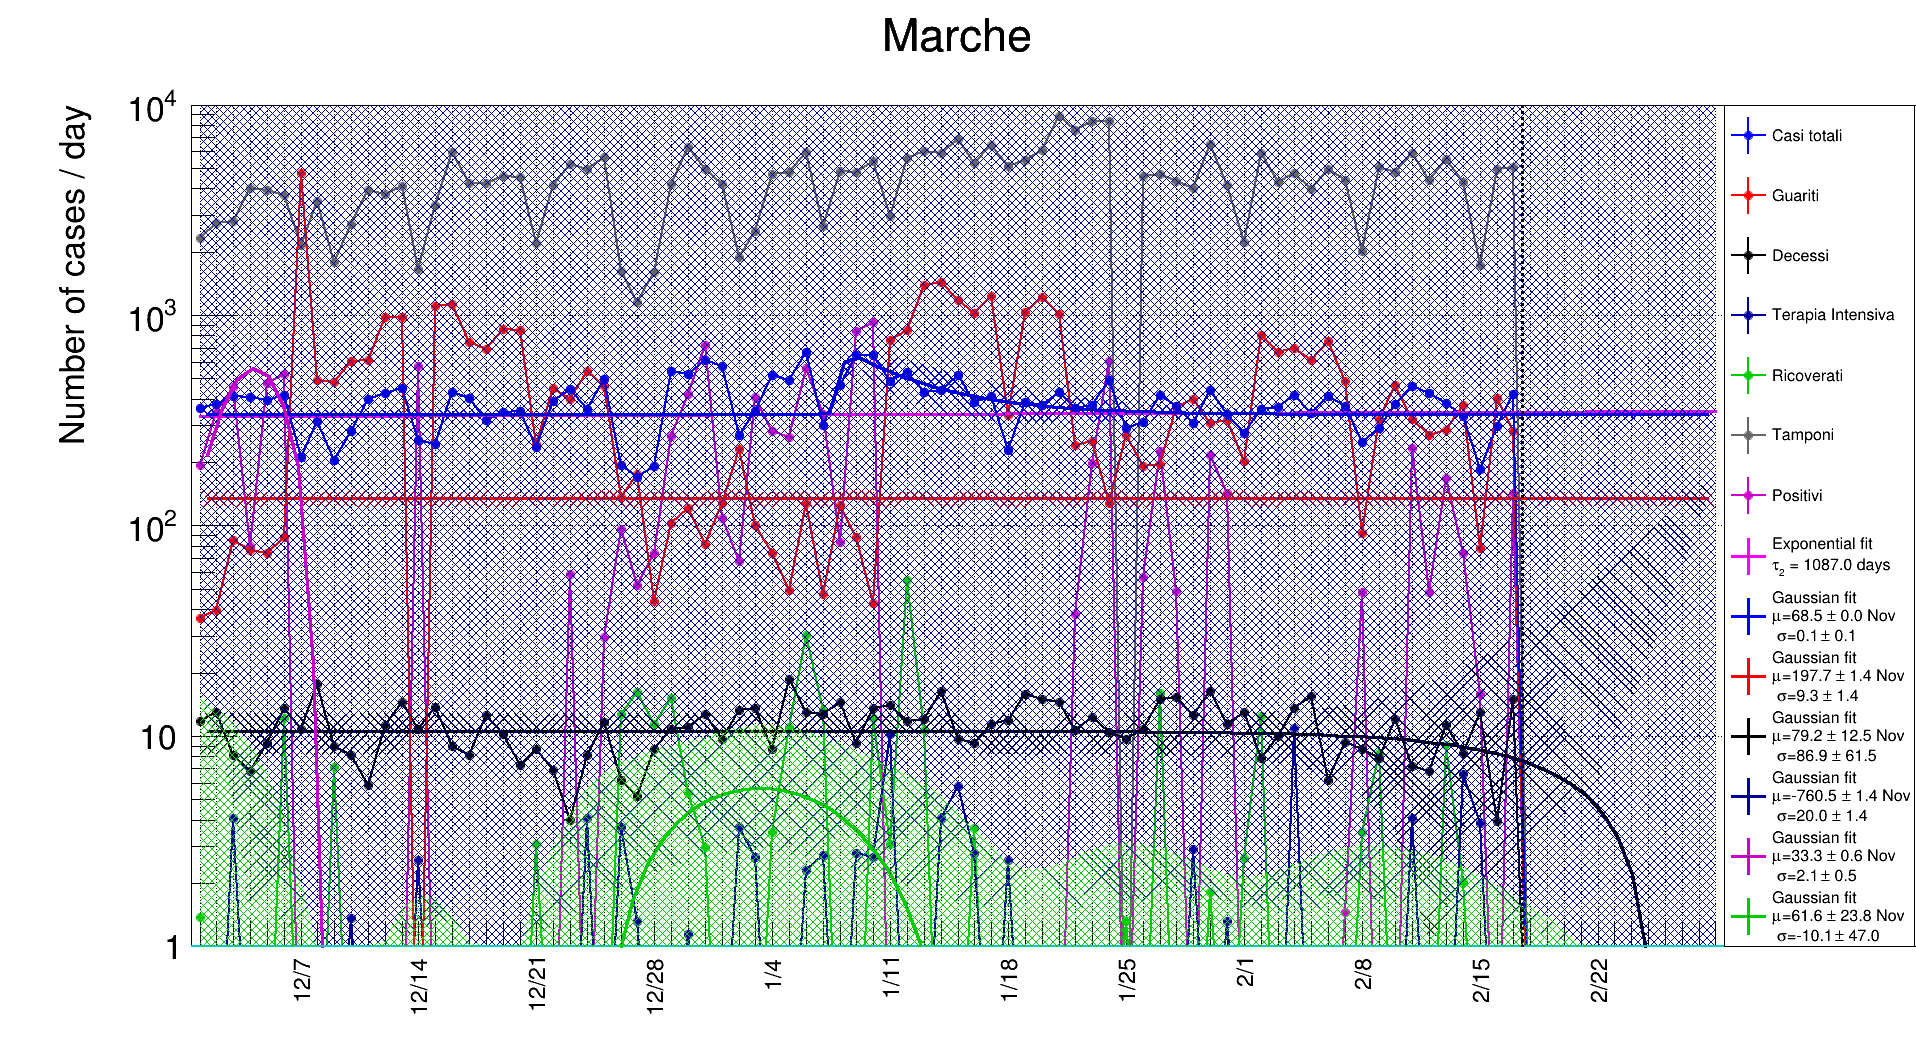 Marche
Number of cases / day
10^4
10^3
10^2
10
1
12/7
12/14
12/21
12/28
1/4
1/11
1/18
1/25
2/1
2/8
2/15
2/22
Casi totali
Guariti
Decessi
Terapia Intensiva
Ricoverati
Tamponi
Positivi
Exponential fit
τ_2 = 1087.0 days
Gaussian fit
μ=68.5 ± 0.0 Nov
σ=0.1 ± 0.1
Gaussian fit
μ=197.7 ± 1.4 Nov
σ=9.3 ± 1.4
Gaussian fit
μ=79.2 ± 12.5 Nov
σ=86.9 ± 61.5
Gaussian fit
μ=-760.5 ± 1.4 Nov
σ=20.0 ± 1.4
Gaussian fit
μ=33.3 ± 0.6 Nov
σ=2.1 ± 0.5
Gaussian fit
μ=61.6 ± 23.8 Nov
σ=-10.1 ± 47.0